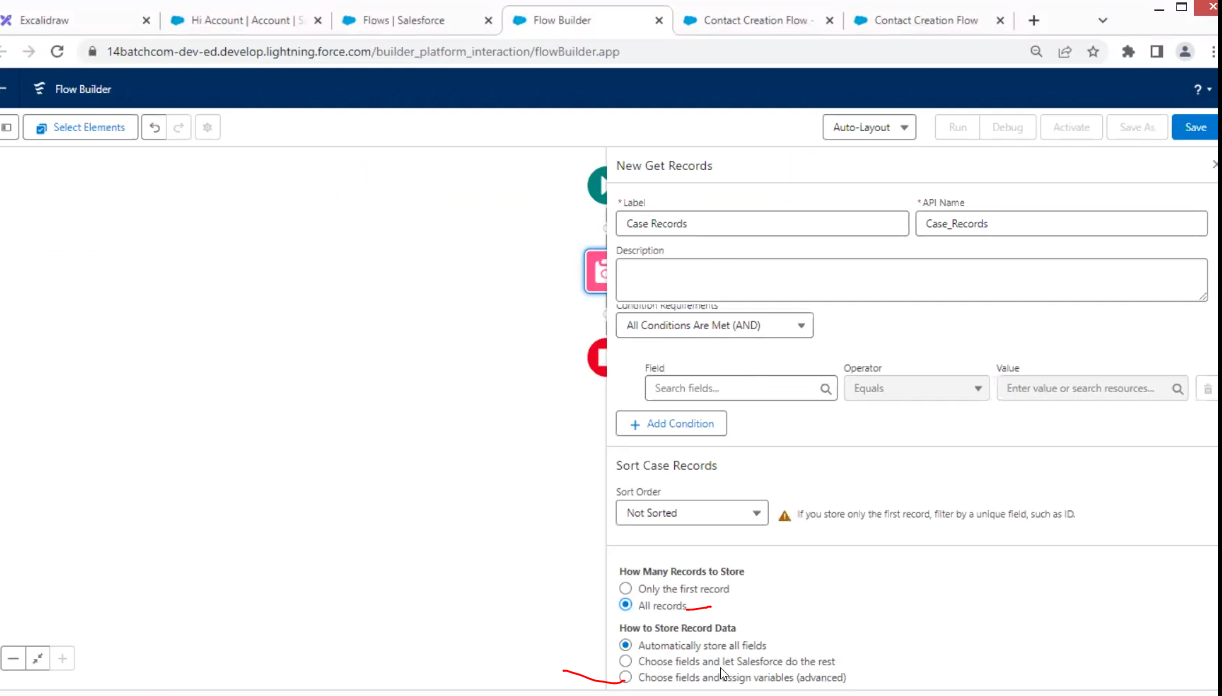 Excalidraw
Hi Account | Account | S
Flows | Salesforce
Flow Builder
Contact Creation Flow -
Contact Creation Flow
14batchcom-dev-ed.develop.lightning.force.com/builder_platform_interaction/flowBuilder.app
Flow Builder
?
Select Elements
Auto-Layout
Run
Debug
Activate
Save As
Save
New Get Records
* Label
* API Name
Case Records
Case_Records
Description
Condition Requirements
All Conditions Are Met (AND)
Field
Operator
Value
Search fields...
Equals
Enter value or search resources...
+ Add Condition
Sort Case Records
Sort Order
Not Sorted
If you store only the first record, filter by a unique field, such as ID.
How Many Records to Store
Only the first record
All records
How to Store Record Data
Automatically store all fields
Choose fields and let Salesforce do the rest
Choose fields and assign variables (advanced)